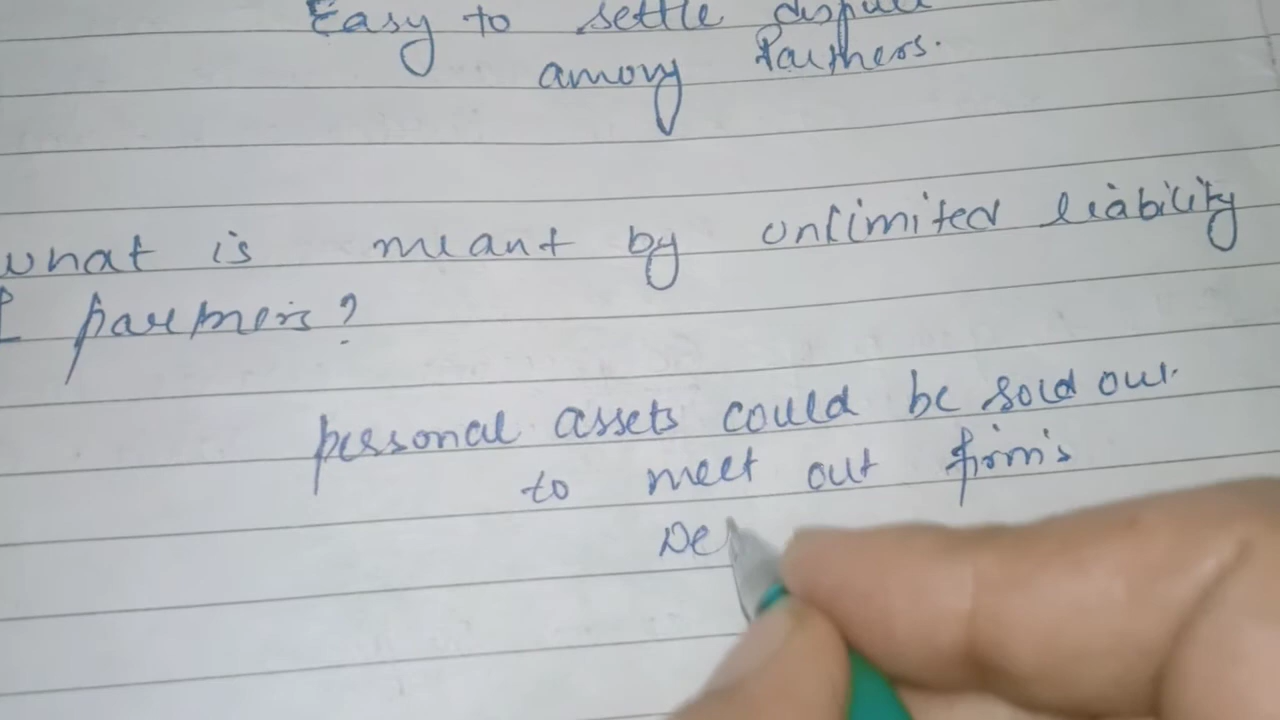 Easy to settle dispute
among Partners.
what is meant by unlimited liability
partners?
personal assets could be sold out.
to meet out firm's
De